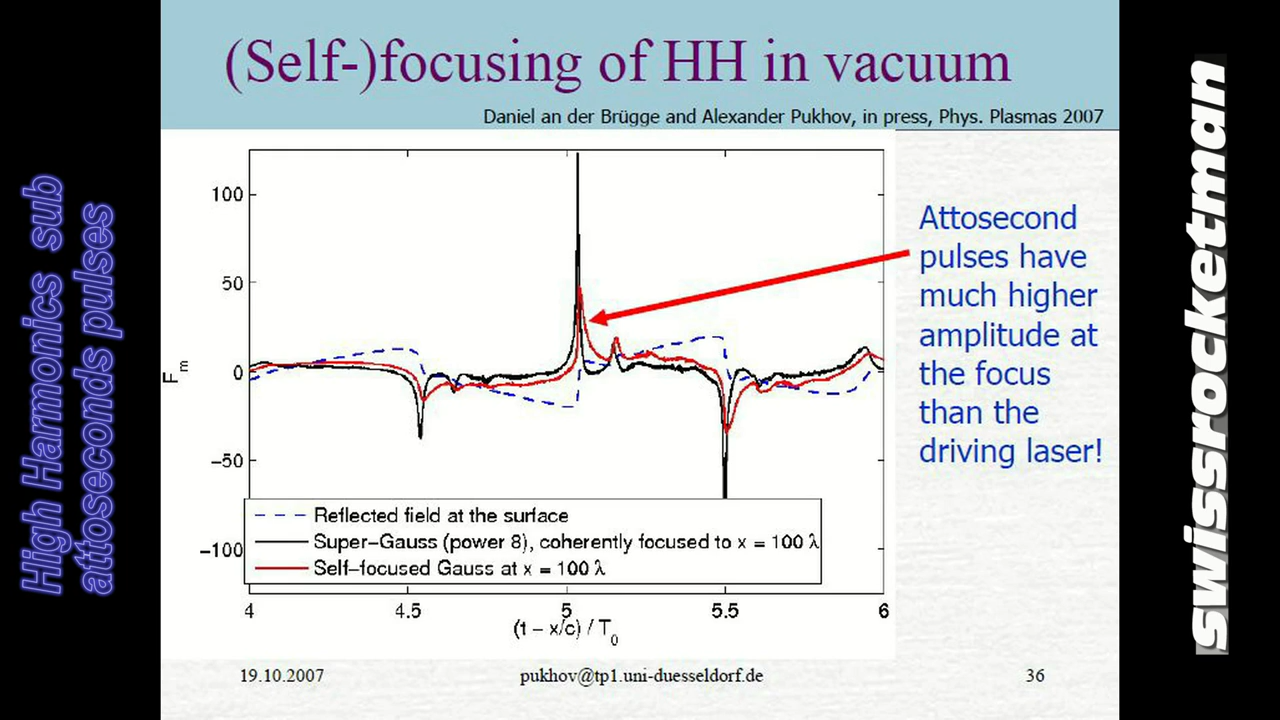 High Harmonics sub
attoseconds pulses
(Self-)focusing of HH in vacuum
Daniel an der Brügge and Alexander Pukhov, in press, Phys. Plasmas 2007
100
50
0
−50
−100
Fm
Attosecond
pulses have
much higher
amplitude at
the focus
than the
driving laser!
Reflected field at the surface
Super−Gauss (power 8), coherently focused to x = 100 λ
Self−focused Gauss at x = 100 λ
4 4.5 5 5.5 6
(t − x/c) / T0
19.10.2007 pukhov@tp1.uni-duesseldorf.de 36
swissrocketman